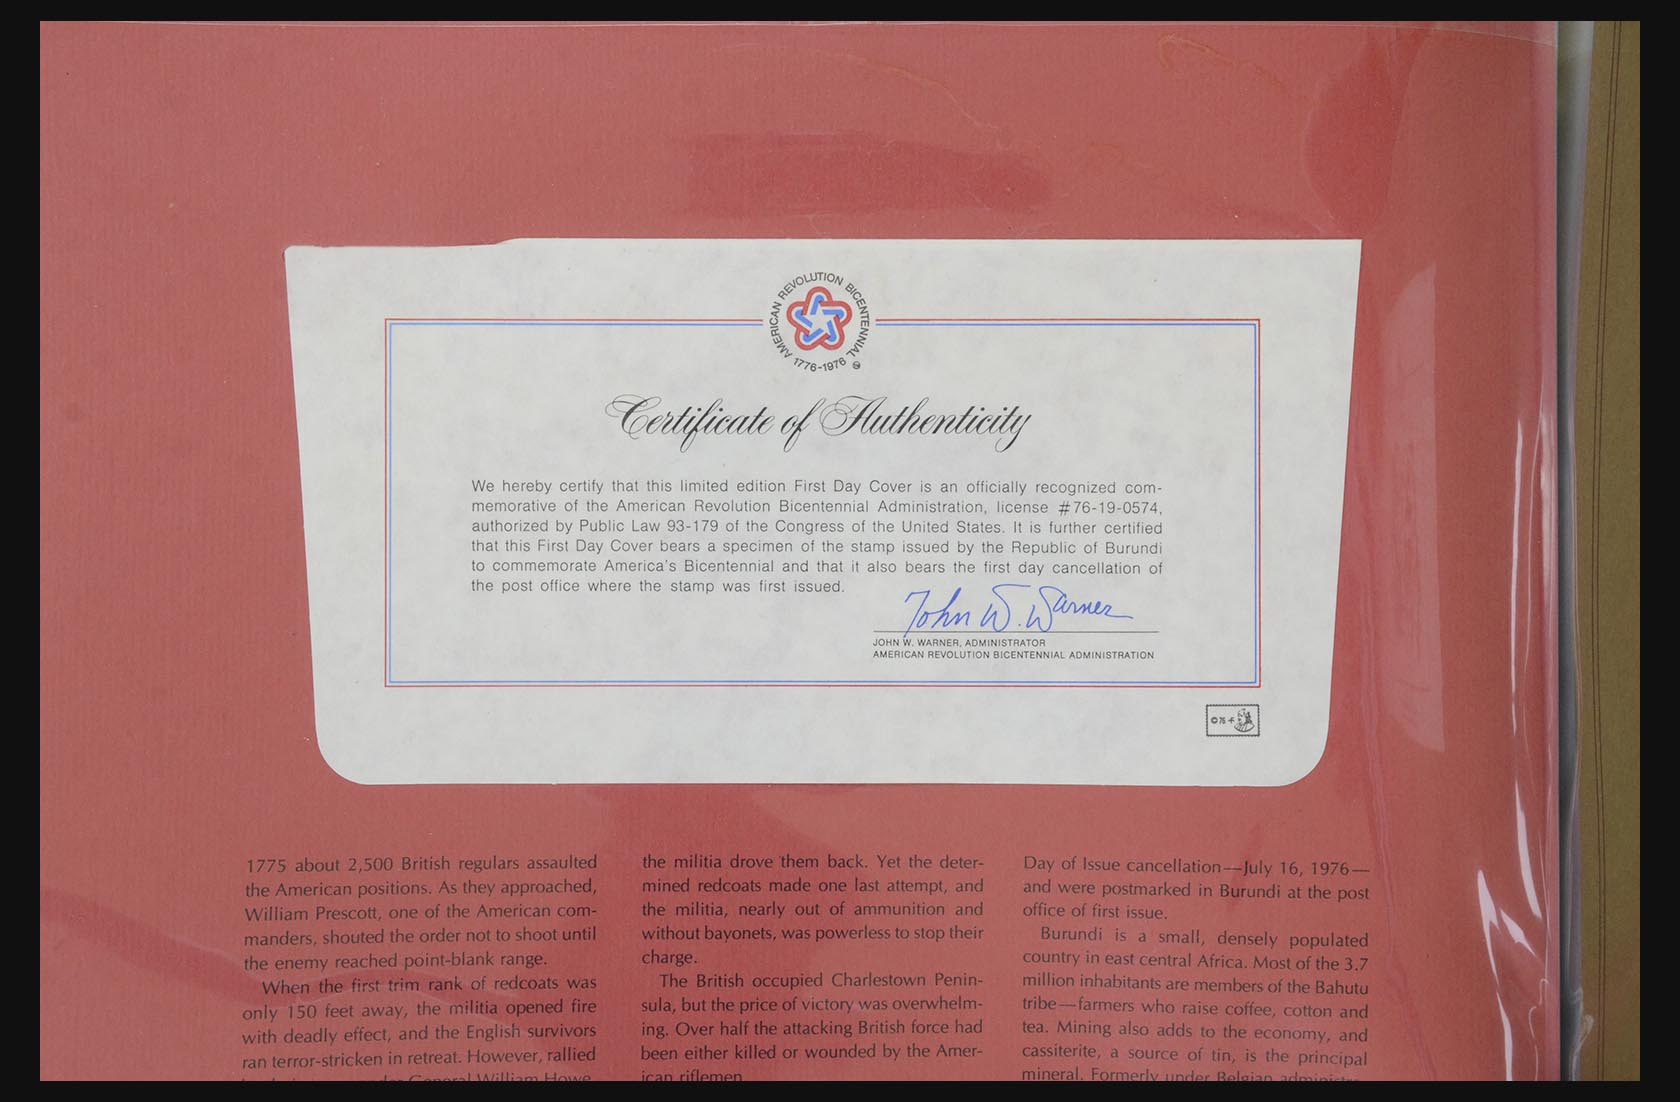 AMERICAN REVOLUTION BICENTENNIAL
1776-1976
Certificate of Authenticity
We hereby certify that this limited edition First Day Cover is an officially recognized com-
memorative of the American Revolution Bicentennial Administration, license #76-19-0574,
authorized by Public Law 93-179 of the Congress of the United States. It is further certified
that this First Day Cover bears a specimen of the stamp issued by the Republic of Burundi
to commemorate America's Bicentennial and that it also bears the first day cancellation of
the post office where the stamp was first issued.
John W. Warner
JOHN W. WARNER, ADMINISTRATOR
AMERICAN REVOLUTION BICENTENNIAL ADMINISTRATION
1775 about 2,500 British regulars assaulted
the American positions. As they approached,
William Prescott, one of the American com-
manders, shouted the order not to shoot until
the enemy reached point-blank range.
When the first trim rank of redcoats was
only 150 feet away, the militia opened fire
with deadly effect, and the English survivors
ran terror-stricken in retreat. However, rallied
General William Howe,
the militia drove them back. Yet the deter-
mined redcoats made one last attempt, and
the militia, nearly out of ammunition and
without bayonets, was powerless to stop their
charge.
The British occupied Charlestown Penin-
sula, but the price of victory was overwhelm-
ing. Over half the attacking British force had
been either killed or wounded by the Amer-
ican riflemen.
Day of Issue cancellation—July 16, 1976—
and were postmarked in Burundi at the post
office of first issue.
Burundi is a small, densely populated
country in east central Africa. Most of the 3.7
million inhabitants are members of the Bahutu
tribe—farmers who raise coffee, cotton and
tea. Mining also adds to the economy, and
cassiterite, a source of tin, is the principal
mineral. Formerly under Belgian administra-